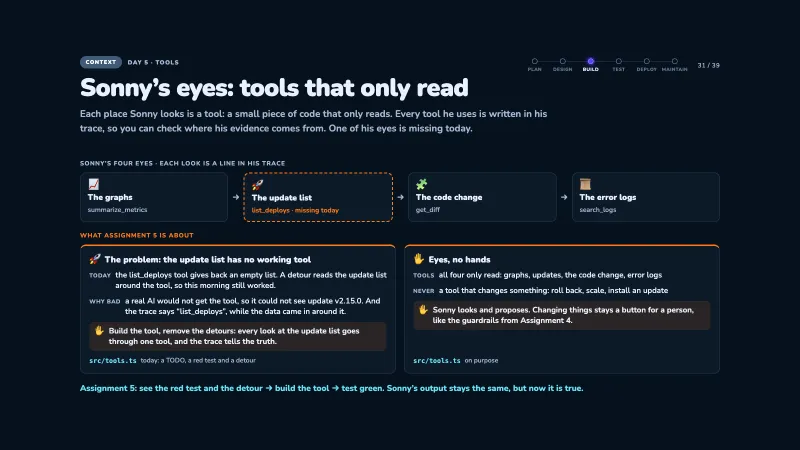 CONTEXT DAY 5 · TOOLS
PLAN DESIGN BUILD TEST DEPLOY MAINTAIN
31 / 39
Sonny’s eyes: tools that only read
Each place Sonny looks is a tool: a small piece of code that only reads. Every tool he uses is written in his
trace, so you can check where his evidence comes from. One of his eyes is missing today.
SONNY’S FOUR EYES · EACH LOOK IS A LINE IN HIS TRACE
The graphs
summarize_metrics
→
The update list
list_deploys · missing today
→
The code change
get_diff
→
The error logs
search_logs
WHAT ASSIGNMENT 5 IS ABOUT
The problem: the update list has no working tool
TODAY the list_deploys tool gives back an empty list. A detour reads the update list
around the tool, so this morning still worked.
WHY BAD a real AI would not get the tool, so it could not see update v2.15.0. And
the trace says “list_deploys”, while the data came in around it.
Build the tool, remove the detours: every look at the update list goes
through one tool, and the trace tells the truth.
src/tools.ts today: a TODO, a red test and a detour
Eyes, no hands
TOOLS all four only read: graphs, updates, the code change, error logs
NEVER a tool that changes something: roll back, scale, install an update
Sonny looks and proposes. Changing things stays a button for a person,
like the guardrails from Assignment 4.
src/tools.ts on purpose
Assignment 5: see the red test and the detour → build the tool → test green. Sonny’s output stays the same, but now it is true.